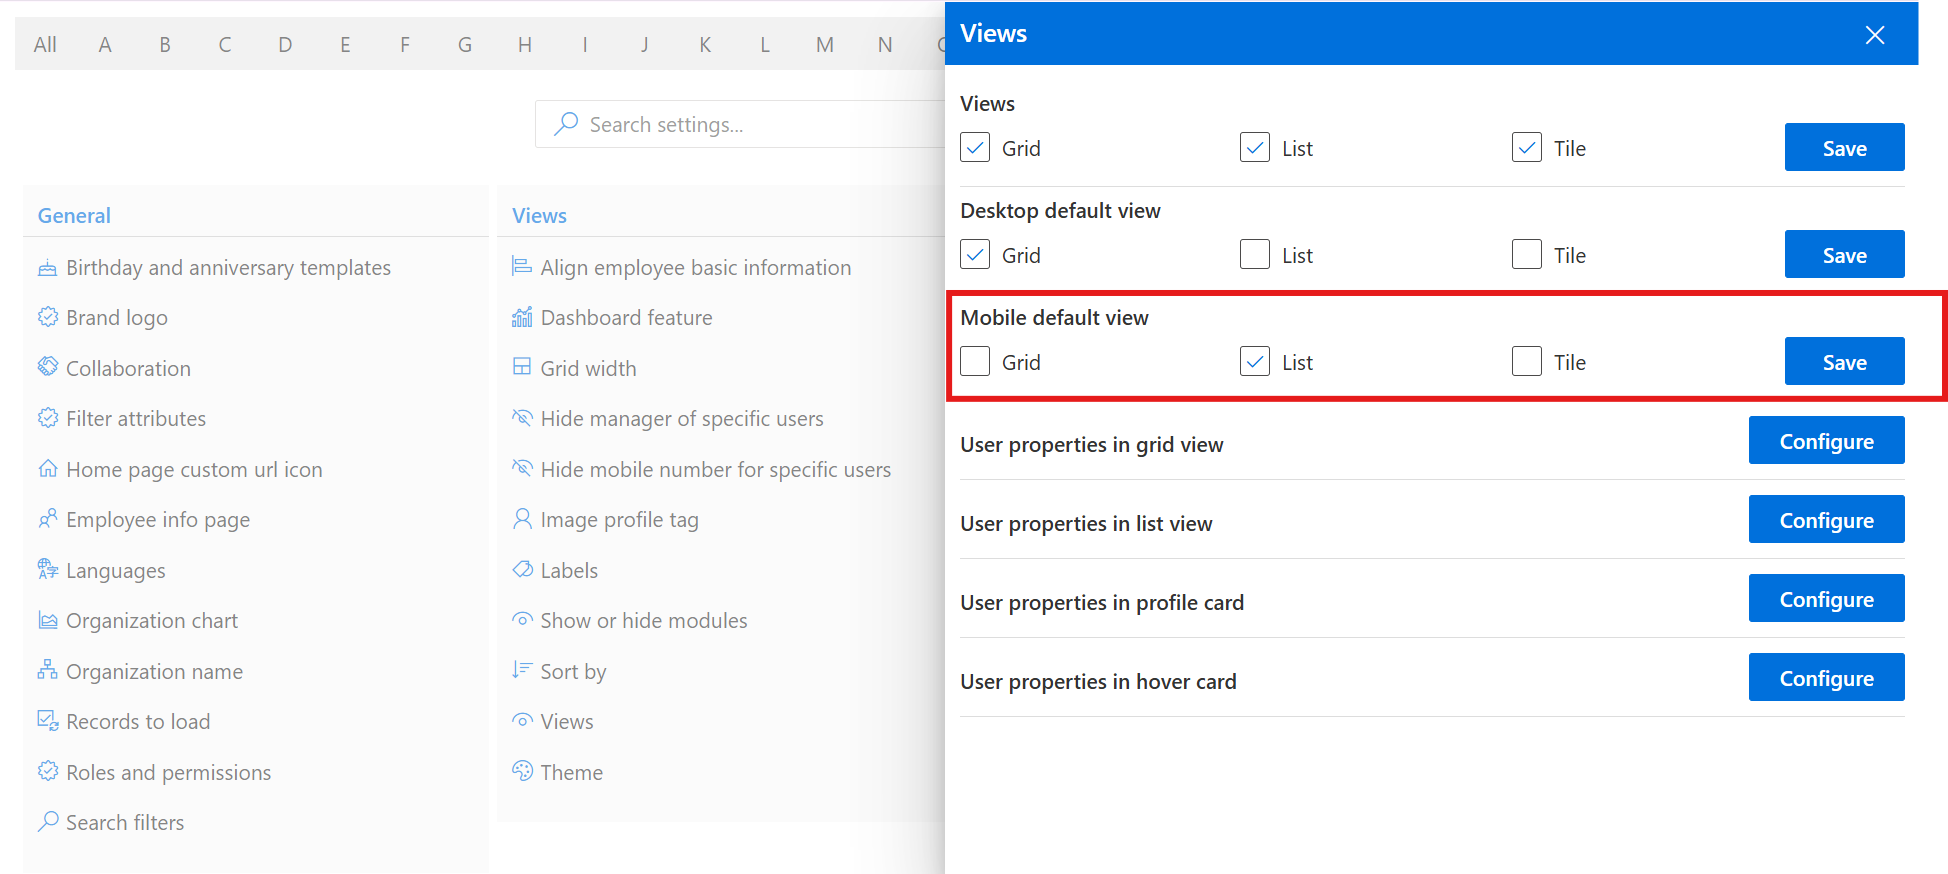 All A B C D E F G H I J K L M N
Search settings...
General
Birthday and anniversary templates
Brand logo
Collaboration
Filter attributes
Home page custom url icon
Employee info page
Languages
Organization chart
Organization name
Records to load
Roles and permissions
Search filters
Views
Align employee basic information
Dashboard feature
Grid width
Hide manager of specific users
Hide mobile number for specific users
Image profile tag
Labels
Show or hide modules
Sort by
Views
Theme
Views
Views
Grid List Tile Save
Desktop default view
Grid List Tile Save
Mobile default view
Grid List Tile Save
User properties in grid view Configure
User properties in list view Configure
User properties in profile card Configure
User properties in hover card Configure